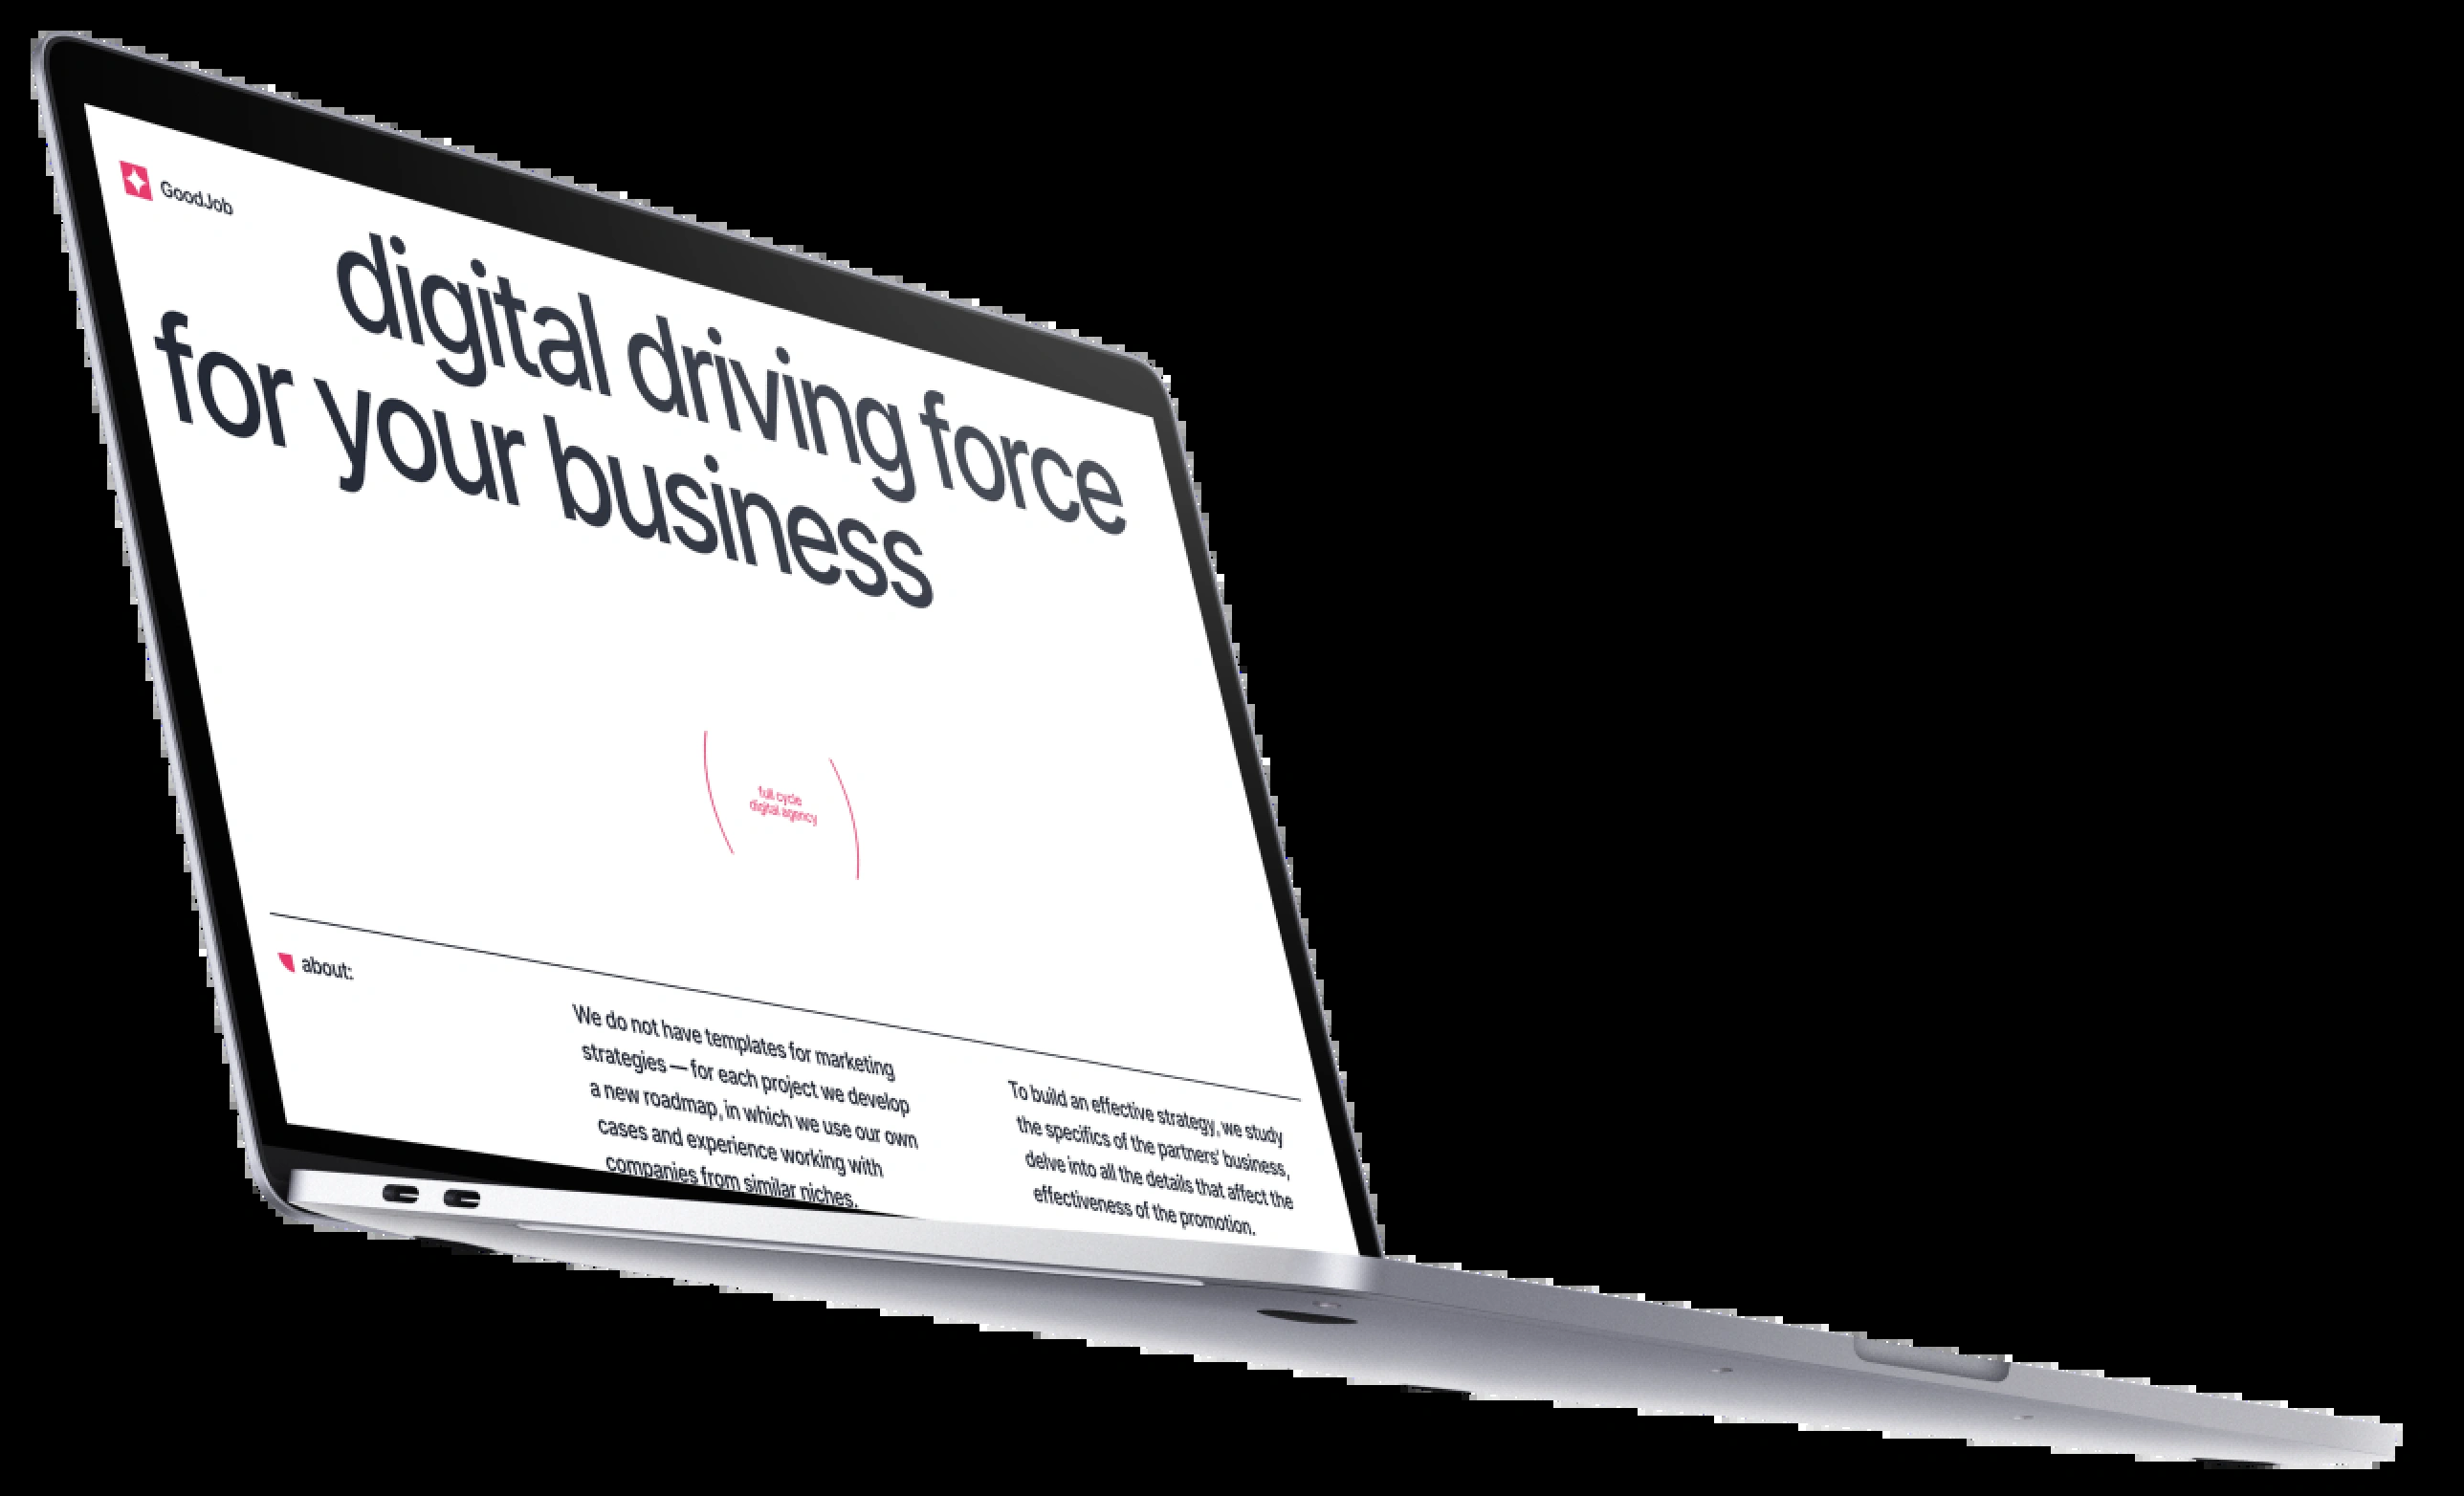 GoodJob
digital driving force
for your business
full cycle
digital agency
about:
We do not have templates for marketing
strategies — for each project we develop
a new roadmap, in which we use our own
cases and experience working with
companies from similar niches.
To build an effective strategy, we study
the specifics of the partners' business,
delve into all the details that affect the
effectiveness of the promotion.